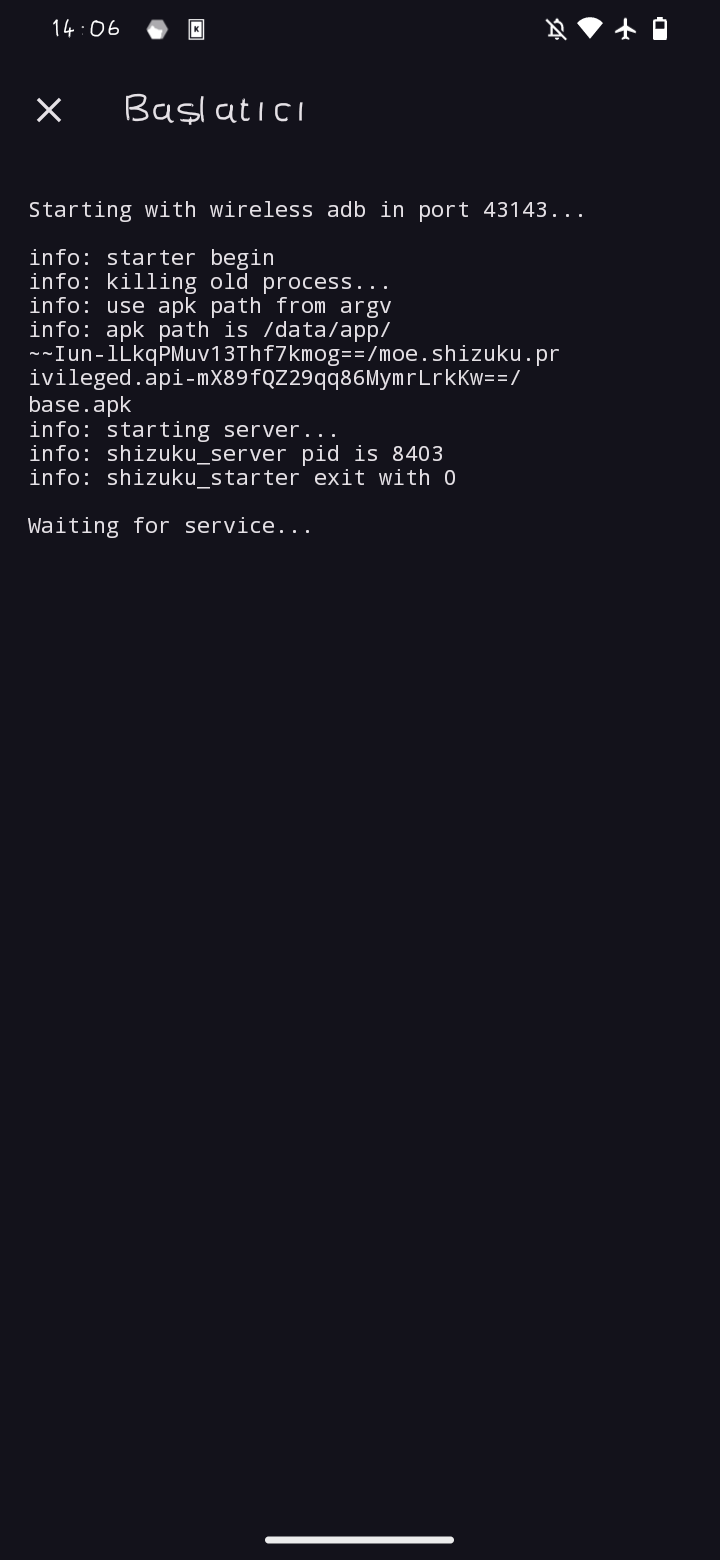 14:06
Başlatıcı
Starting with wireless adb in port 43143...
info: starter begin
info: killing old process...
info: use apk path from argv
info: apk path is /data/app/
~~Iun-lLkqPMuv13Thf7kmog==/moe.shizuku.pr
ivileged.api-mX89fQZ29qq86MymrLrkKw==/
base.apk
info: starting server...
info: shizuku_server pid is 8403
info: shizuku_starter exit with 0
Waiting for service...